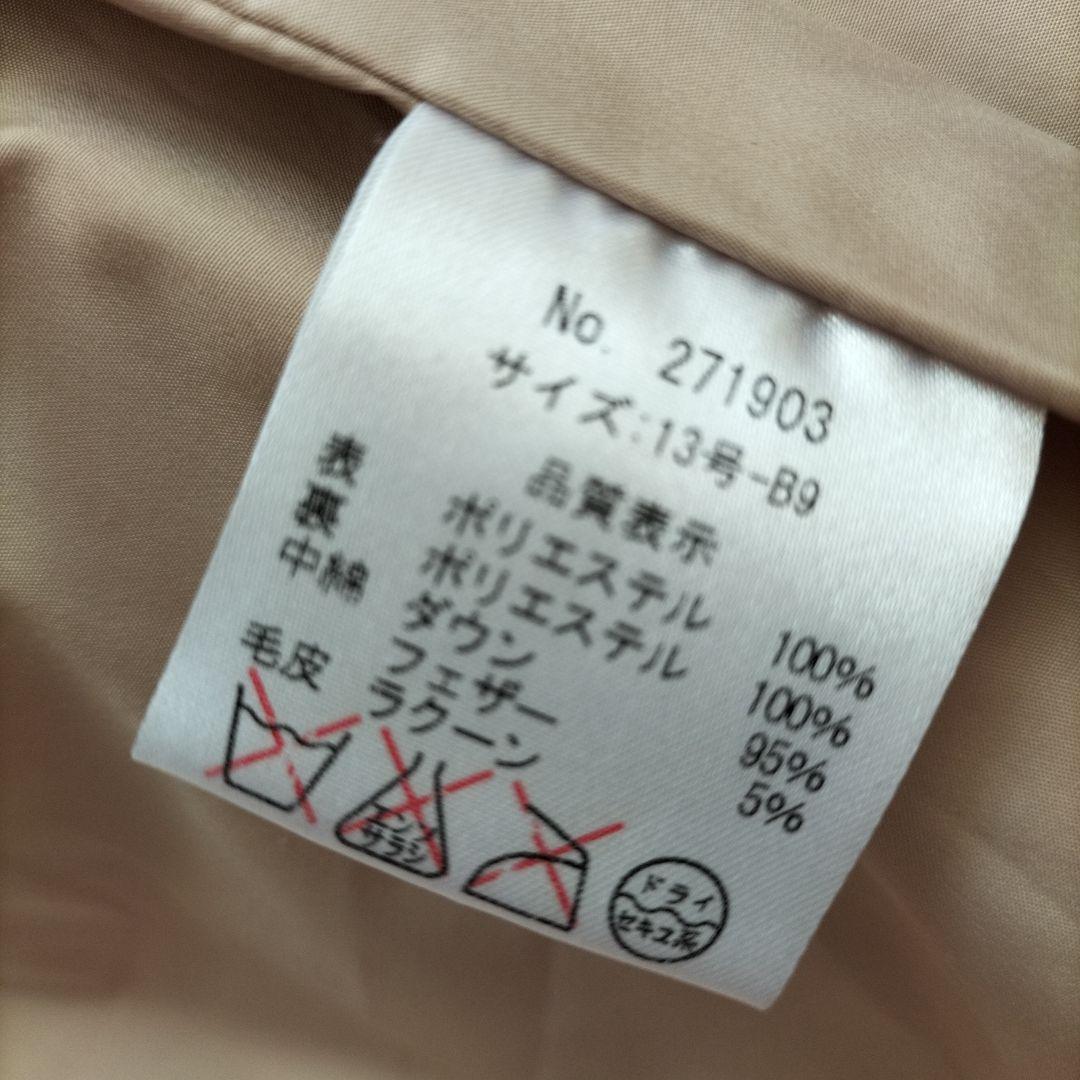 No. 271903
サイズ:13号-B9
品質表示
表 ポリエステル 100%
裏 ポリエステル 100%
中綿 ダウン 95%
フェザー 5%
毛皮 ラクーン
エンソ
サラシ
ドライ
セキユ系